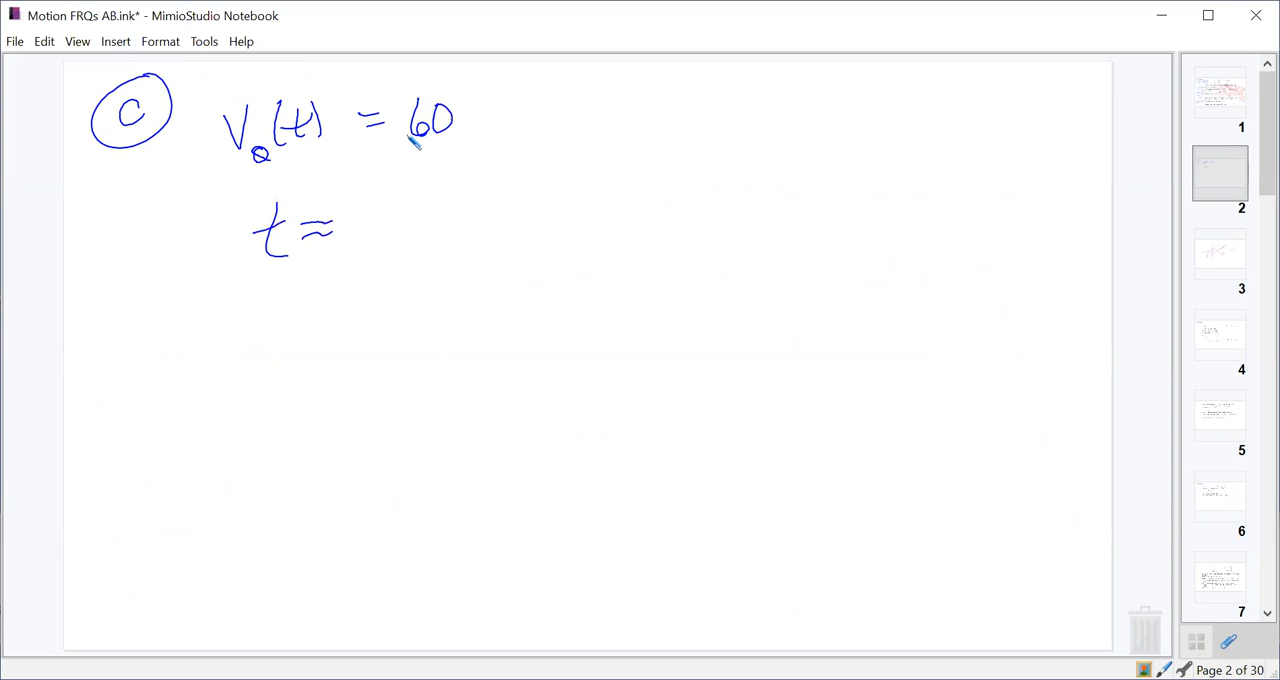 Motion FRQs AB.ink* - MimioStudio Notebook
File Edit View Insert Format Tools Help
C
V_Q(t) = 60
t ≈
1
2
3
4
5
6
7
Page 2 of 30